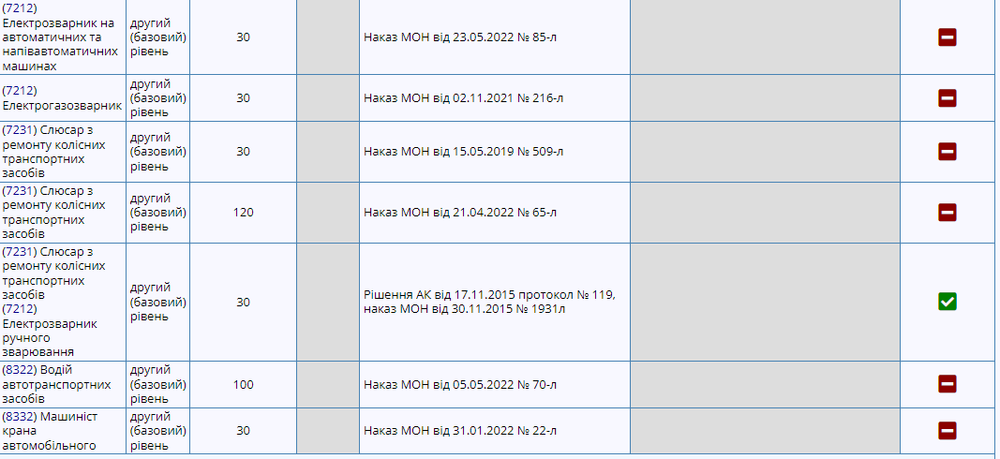 (7212)
Електрозварник на
автоматичних та
напівавтоматичних
машинах
другий
(базовий)
рівень
30
Наказ МОН від 23.05.2022 № 85-л
(7212)
Електрогазозварник
другий
(базовий)
рівень
30
Наказ МОН від 02.11.2021 № 216-л
(7231) Слюсар з
ремонту колісних
транспортних
засобів
другий
(базовий)
рівень
30
Наказ МОН від 15.05.2019 № 509-л
(7231) Слюсар з
ремонту колісних
транспортних
засобів
другий
(базовий)
рівень
120
Наказ МОН від 21.04.2022 № 65-л
(7231) Слюсар з
ремонту колісних
транспортних
засобів
(7212)
Електрозварник
ручного
зварювання
другий
(базовий)
рівень
30
Рішення АК від 17.11.2015 протокол № 119,
наказ МОН від 30.11.2015 № 1931л
(8322) Водій
автотранспортних
засобів
другий
(базовий)
рівень
100
Наказ МОН від 05.05.2022 № 70-л
(8332) Машиніст
крана
автомобільного
другий
(базовий)
рівень
30
Наказ МОН від 31.01.2022 № 22-л